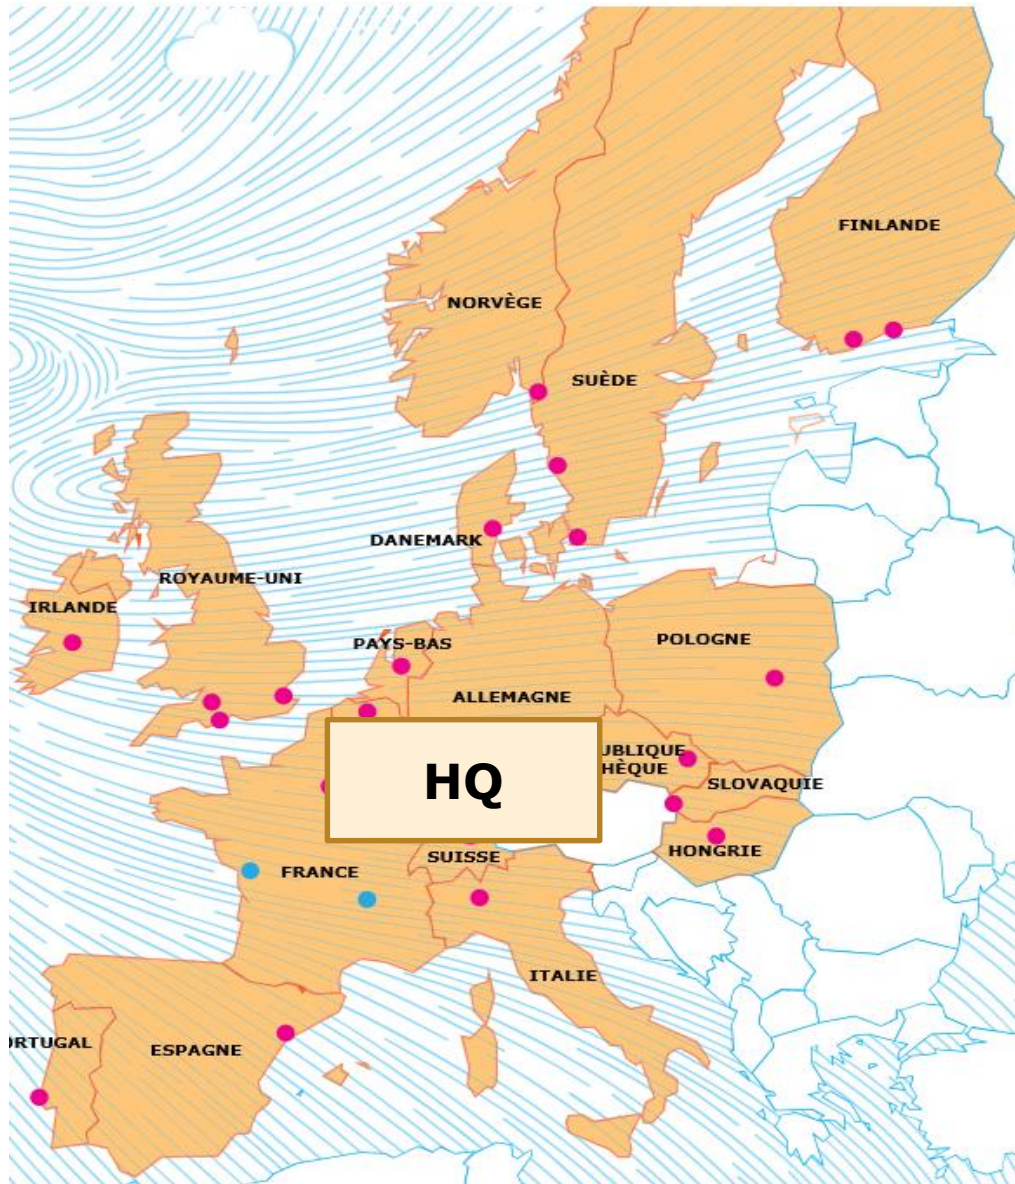 FINLANDE
NORVÈGE
SUÈDE
DANEMARK
ROYAUME-UNI
IRLANDE
PAYS-BAS
POLOGNE
ALLEMAGNE
UBLIQUE
HÈQUE
HQ
SLOVAQUIE
HONGRIE
SUISSE
FRANCE
ITALIE
ORTUGAL
ESPAGNE